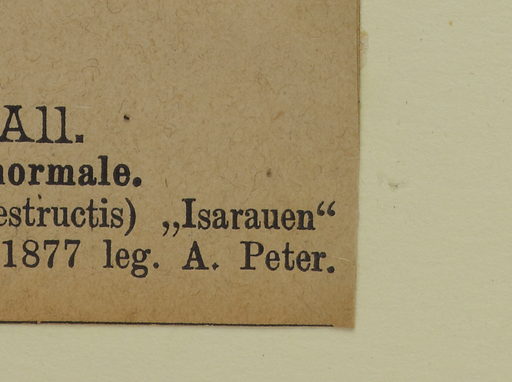 All.
normale.
estructis) „Isarauen“
1877 leg. A. Peter.